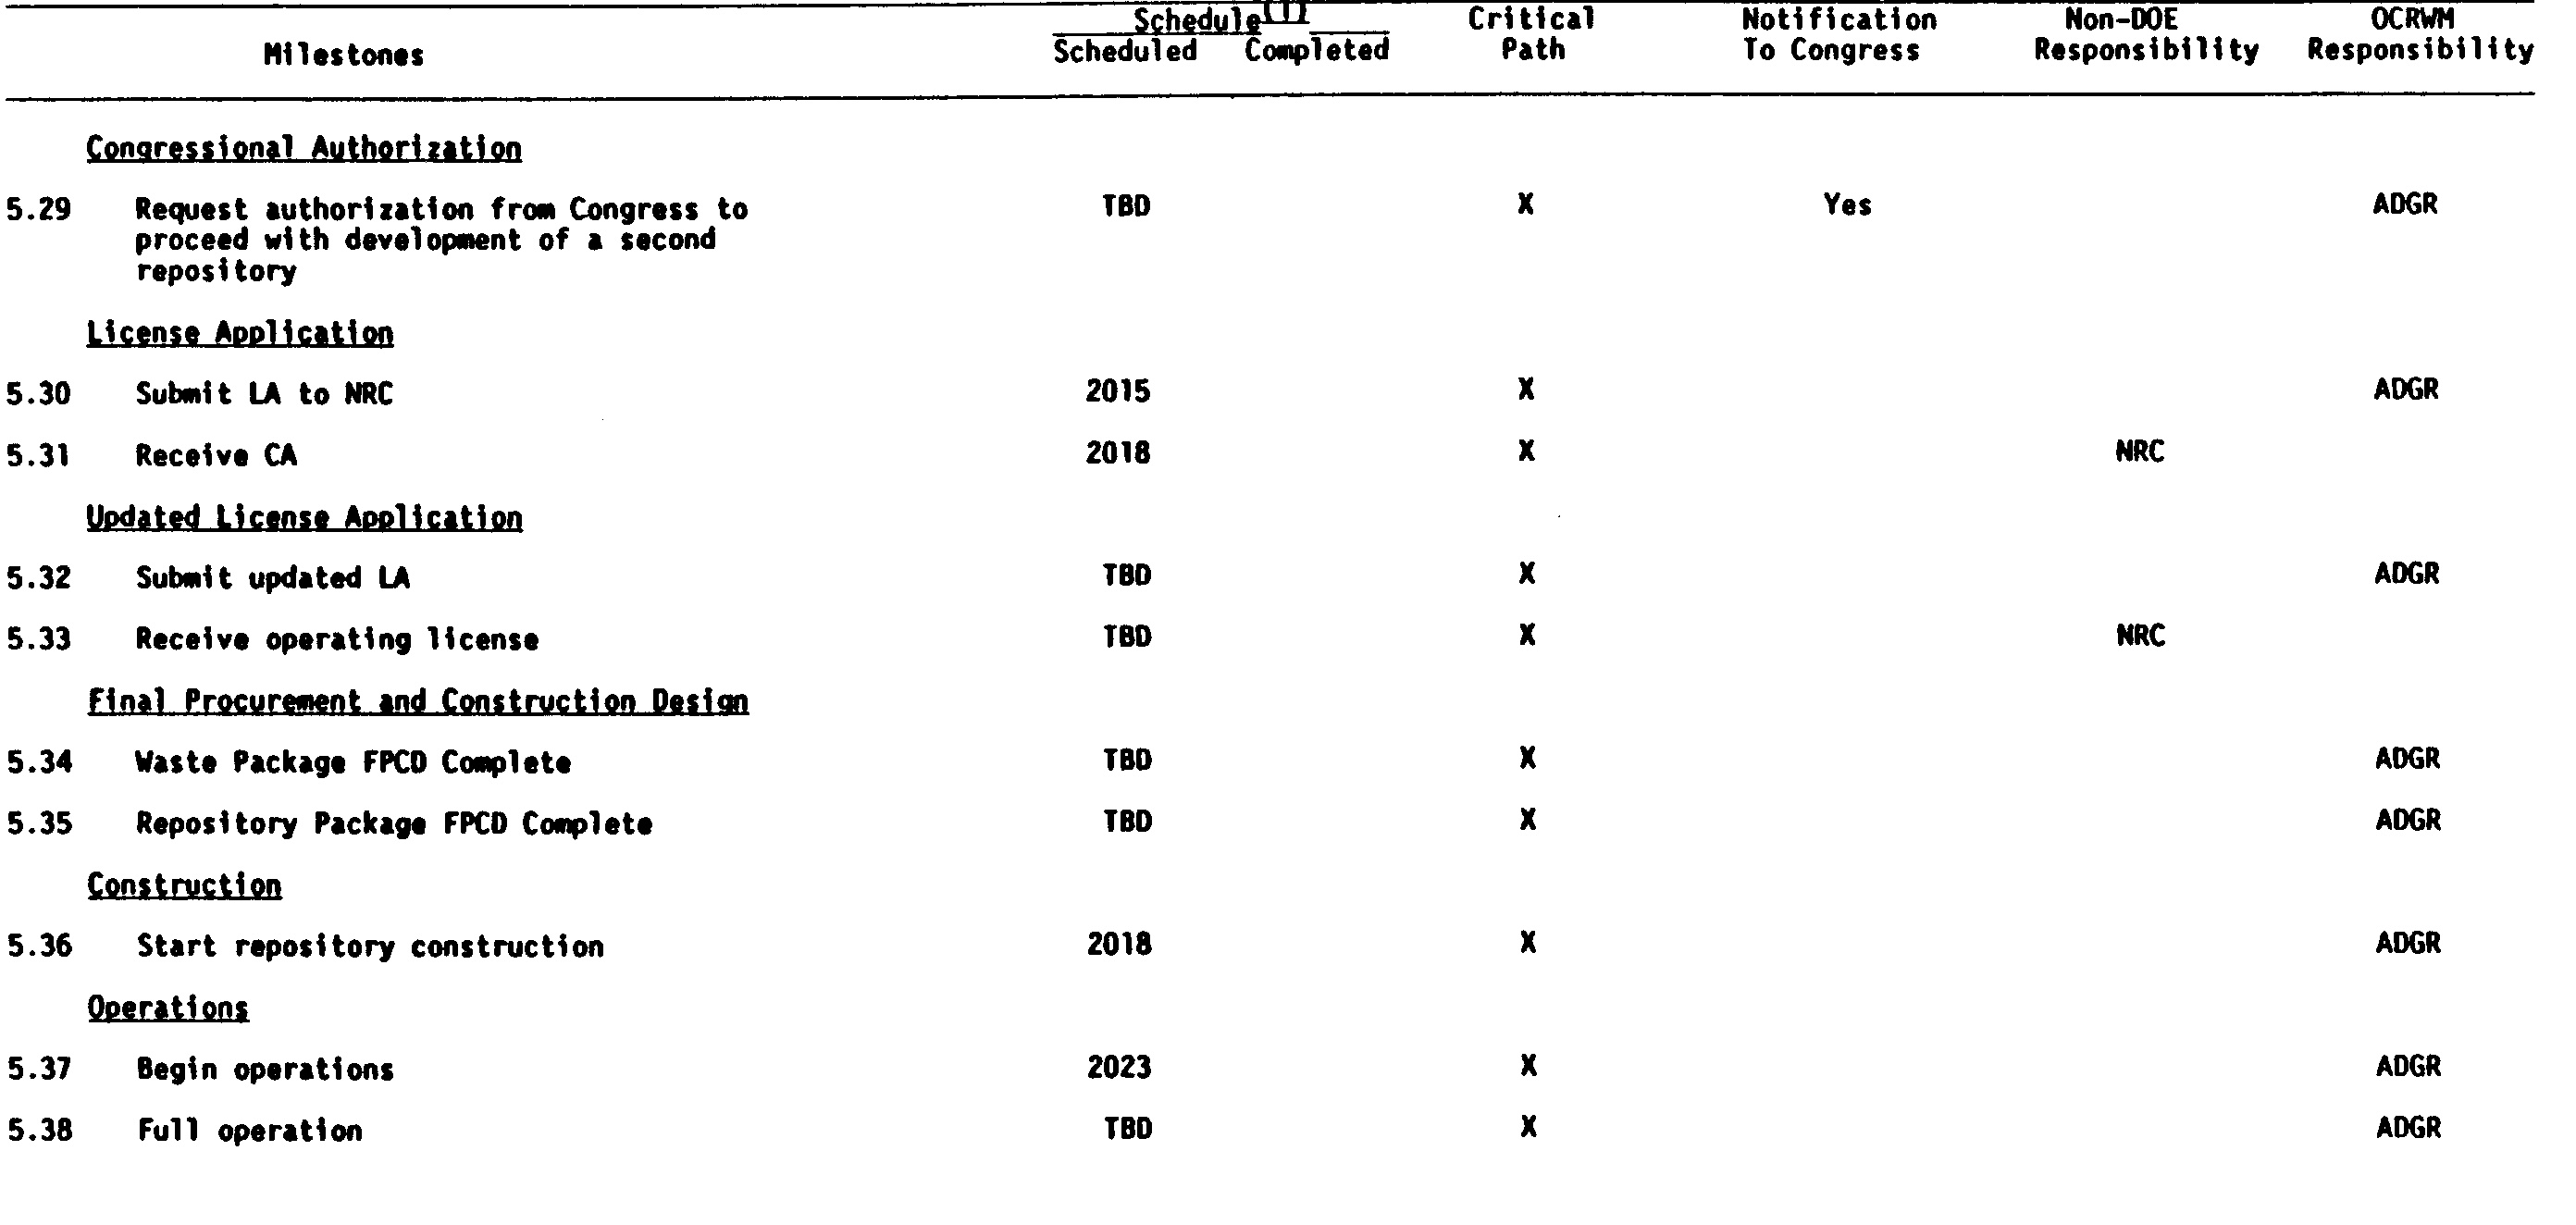 Schedule(1) Critical Notification Non-DOE OCRWM
Milestones Scheduled Completed Path To Congress Responsibility Responsibility
Congressional Authorization
5.29 Request authorization from Congress to TBD X Yes ADGR
proceed with development of a second
repository
License Application
5.30 Submit LA to NRC 2015 X ADGR
5.31 Receive CA 2018 X NRC
Updated License Application
5.32 Submit updated LA TBD X ADGR
5.33 Receive operating license TBD X NRC
Final Procurement and Construction Design
5.34 Waste Package FPCD Complete TBD X ADGR
5.35 Repository Package FPCD Complete TBD X ADGR
Construction
5.36 Start repository construction 2018 X ADGR
Operations
5.37 Begin operations 2023 X ADGR
5.38 Full operation TBD X ADGR